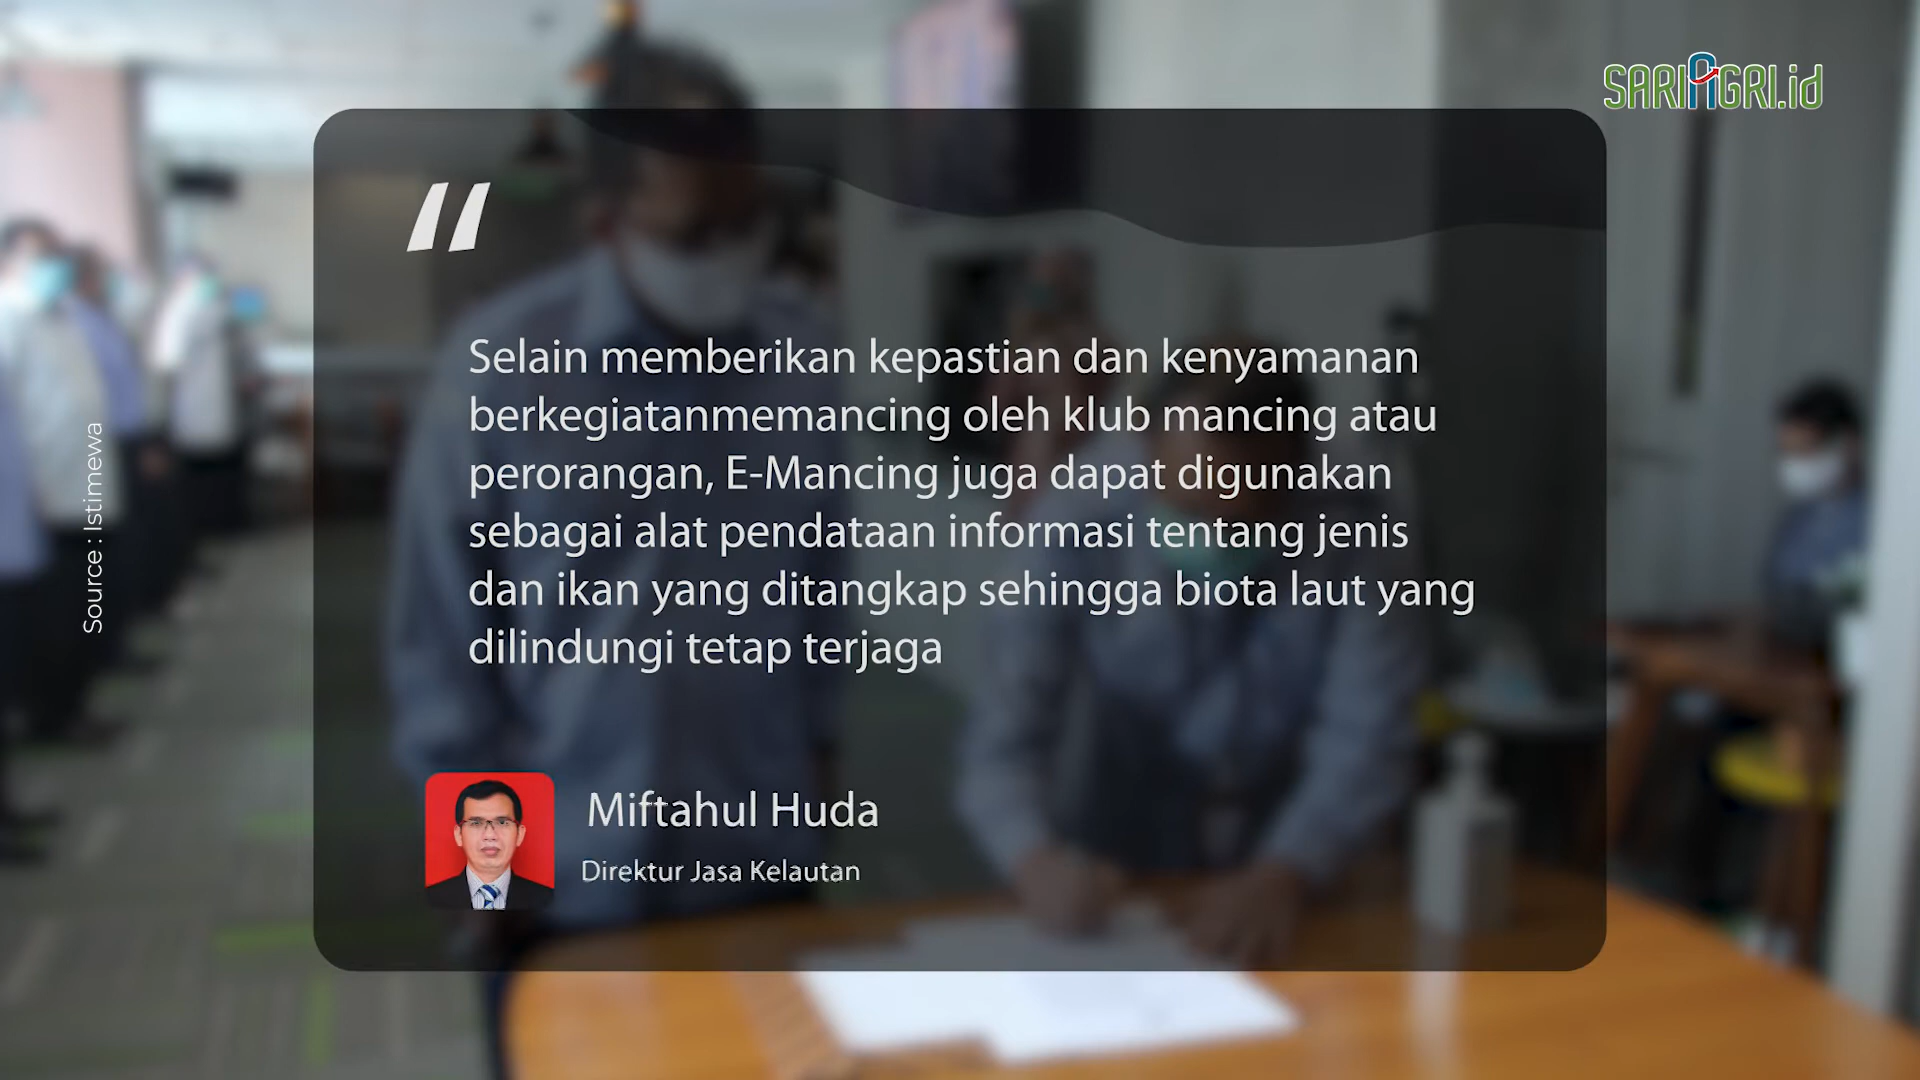 SARIAGRI.id
“
Selain memberikan kepastian dan kenyamanan
berkegiatanmemancing oleh klub mancing atau
perorangan, E-Mancing juga dapat digunakan
sebagai alat pendataan informasi tentang jenis
dan ikan yang ditangkap sehingga biota laut yang
dilindungi tetap terjaga
Miftahul Huda
Direktur Jasa Kelautan
Source : Istimewa